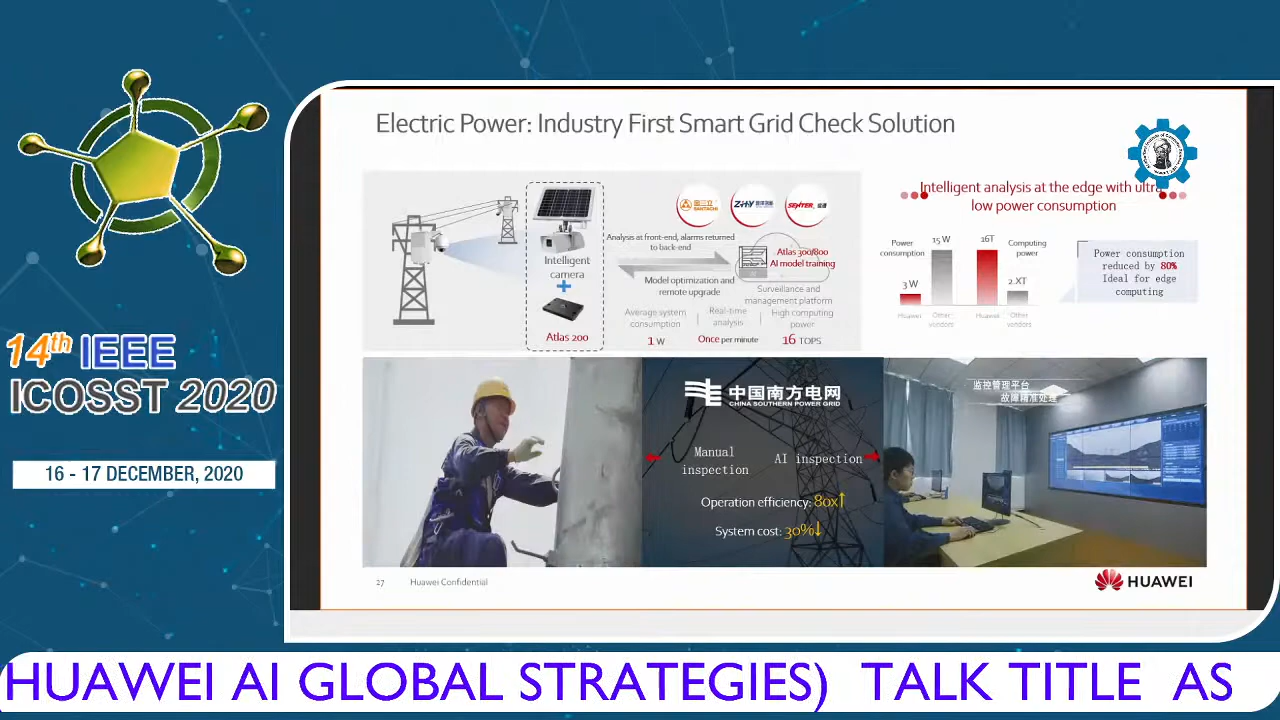 Electric Power: Industry First Smart Grid Check Solution
Intelligent
camera
+
Atlas 200
SANTACHI
ZHY
SENTER
Analysis at front-end, alarms returned
to back-end
Model optimization and
remote upgrade
Atlas 300/800
AI model training
Surveillance and
management platform
Average system
consumption
1 W
Real-time
analysis
Once per minute
High computing
power
16 TOPS
Intelligent analysis at the edge with ultra
low power consumption
Power
consumption
15 W
3 W
16T
Computing
power
2.XT
Huawei
Other
vendors
Huawei
Other
vendors
Power consumption
reduced by 80%
Ideal for edge
computing
中国南方电网
CHINA SOUTHERN POWER GRID
Manual
inspection
AI inspection
Operation efficiency: 80x↑
System cost: 30%↓
监控管理平台
故障精准处理
27 Huawei Confidential
HUAWEI
14th IEEE
ICOSST 2020
16 - 17 DECEMBER, 2020
HUAWEI AI GLOBAL STRATEGIES) TALK TITLE AS